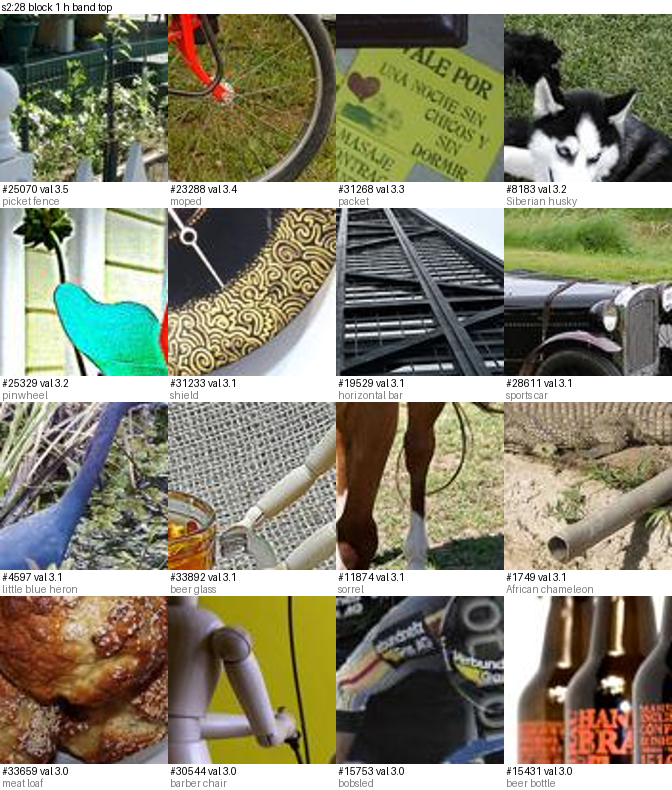 s2:28 block 1 h band top
#25070 val 3.5
picket fence
#23288 val 3.4
moped
VALE POR
UNA NOCHE SIN
CHICOS Y
SIN
DORMIR
MASAJE
#31268 val 3.3
packet
#8183 val 3.2
Siberian husky
#25329 val 3.2
pinwheel
#31233 val 3.1
shield
#19529 val 3.1
horizontal bar
#28611 val 3.1
sports car
#4597 val 3.1
little blue heron
#33892 val 3.1
beer glass
#11874 val 3.1
sorrel
#1749 val 3.1
African chameleon
#33659 val 3.0
meat loaf
#30544 val 3.0
barber chair
Verbund
#15753 val 3.0
bobsled
#15431 val 3.0
beer bottle